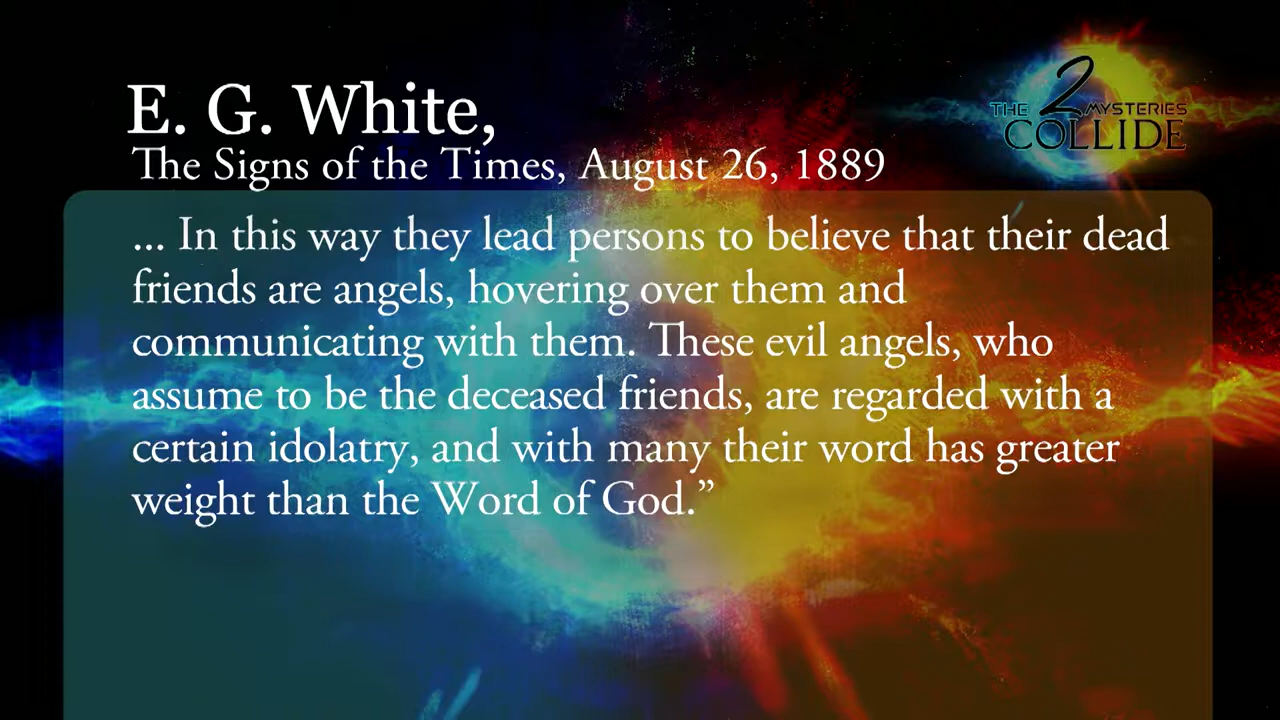 E. G. White,
The Signs of the Times, August 26, 1889
THE 2 MYSTERIES
COLLIDE
... In this way they lead persons to believe that their dead
friends are angels, hovering over them and
communicating with them. These evil angels, who
assume to be the deceased friends, are regarded with a
certain idolatry, and with many their word has greater
weight than the Word of God.”